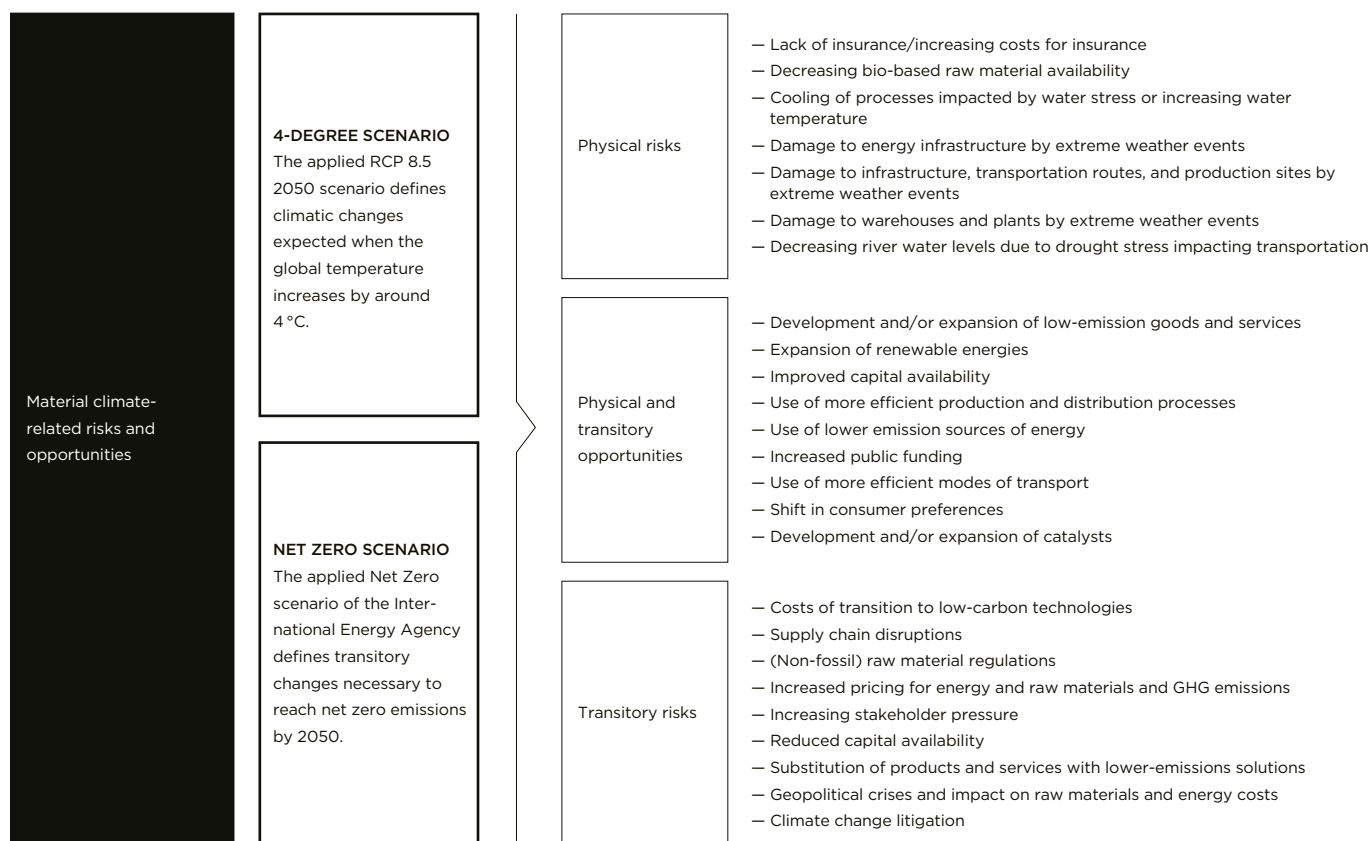 Material climate-
related risks and
opportunities
4-DEGREE SCENARIO
The applied RCP 8.5
2050 scenario defines
climatic changes
expected when the
global temperature
increases by around
4 °C.
NET ZERO SCENARIO
The applied Net Zero
scenario of the Inter-
national Energy Agency
defines transitory
changes necessary to
reach net zero emissions
by 2050.
Physical risks
— Lack of insurance/increasing costs for insurance
— Decreasing bio-based raw material availability
— Cooling of processes impacted by water stress or increasing water
temperature
— Damage to energy infrastructure by extreme weather events
— Damage to infrastructure, transportation routes, and production sites by
extreme weather events
— Damage to warehouses and plants by extreme weather events
— Decreasing river water levels due to drought stress impacting transportation
Physical and
transitory
opportunities
— Development and/or expansion of low-emission goods and services
— Expansion of renewable energies
— Improved capital availability
— Use of more efficient production and distribution processes
— Use of lower emission sources of energy
— Increased public funding
— Use of more efficient modes of transport
— Shift in consumer preferences
— Development and/or expansion of catalysts
Transitory risks
— Costs of transition to low-carbon technologies
— Supply chain disruptions
— (Non-fossil) raw material regulations
— Increased pricing for energy and raw materials and GHG emissions
— Increasing stakeholder pressure
— Reduced capital availability
— Substitution of products and services with lower-emissions solutions
— Geopolitical crises and impact on raw materials and energy costs
— Climate change litigation